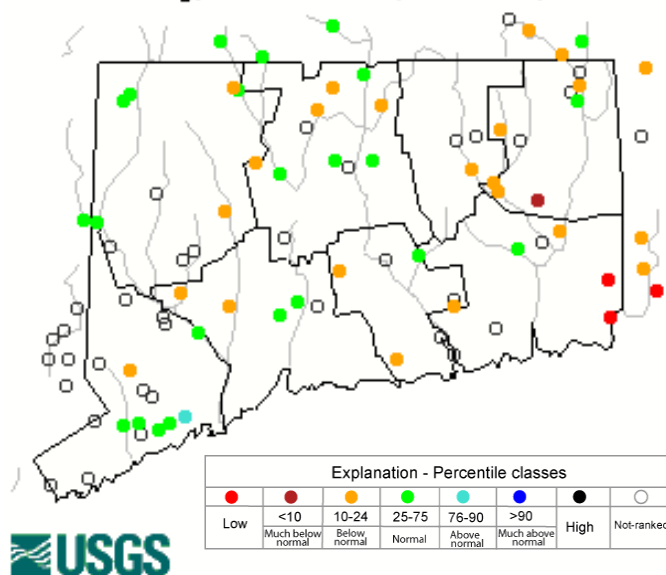 Explanation - Percentile classes
Low
<10
10-24
25-75
76-90
>90
High
Not-ranked
Much below normal
Below normal
Normal
Above normal
Much above normal
USGS